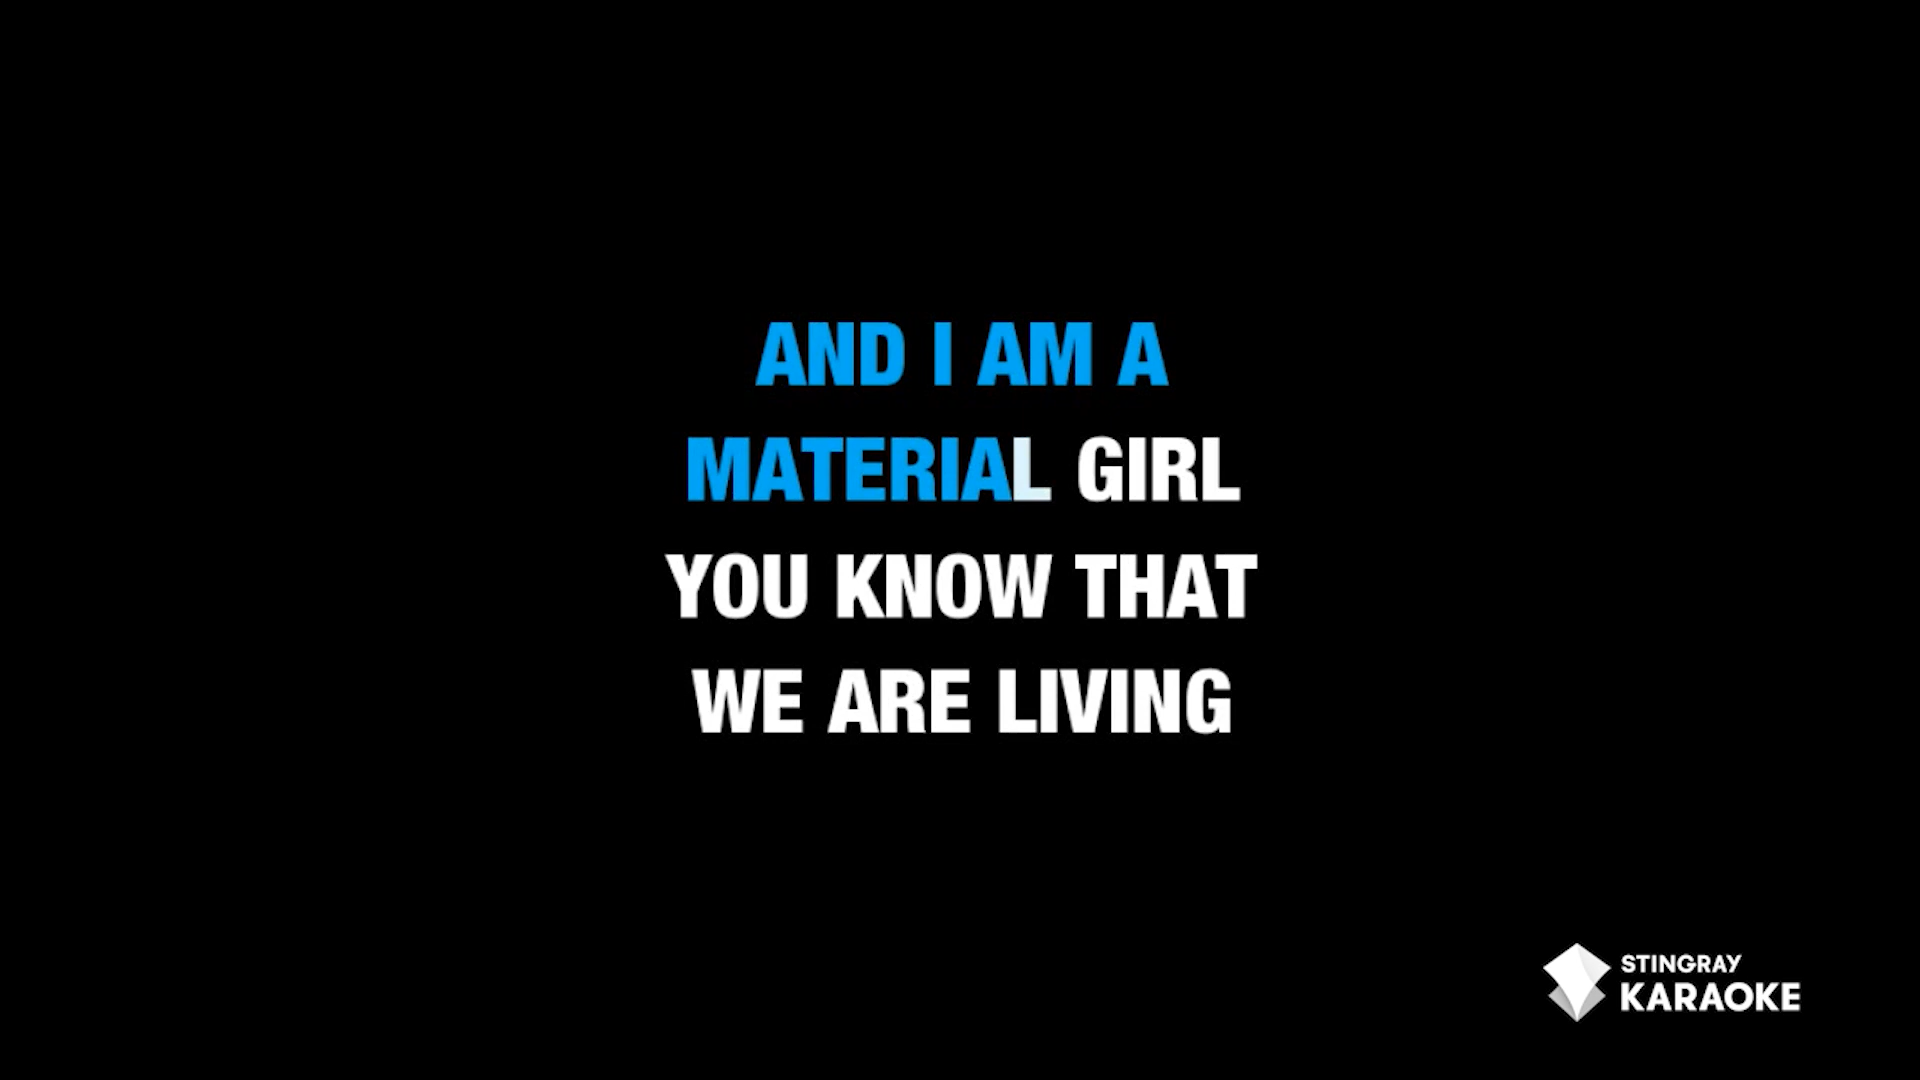 AND I AM A
MATERIAL GIRL
YOU KNOW THAT
WE ARE LIVING
STINGRAY
KARAOKE